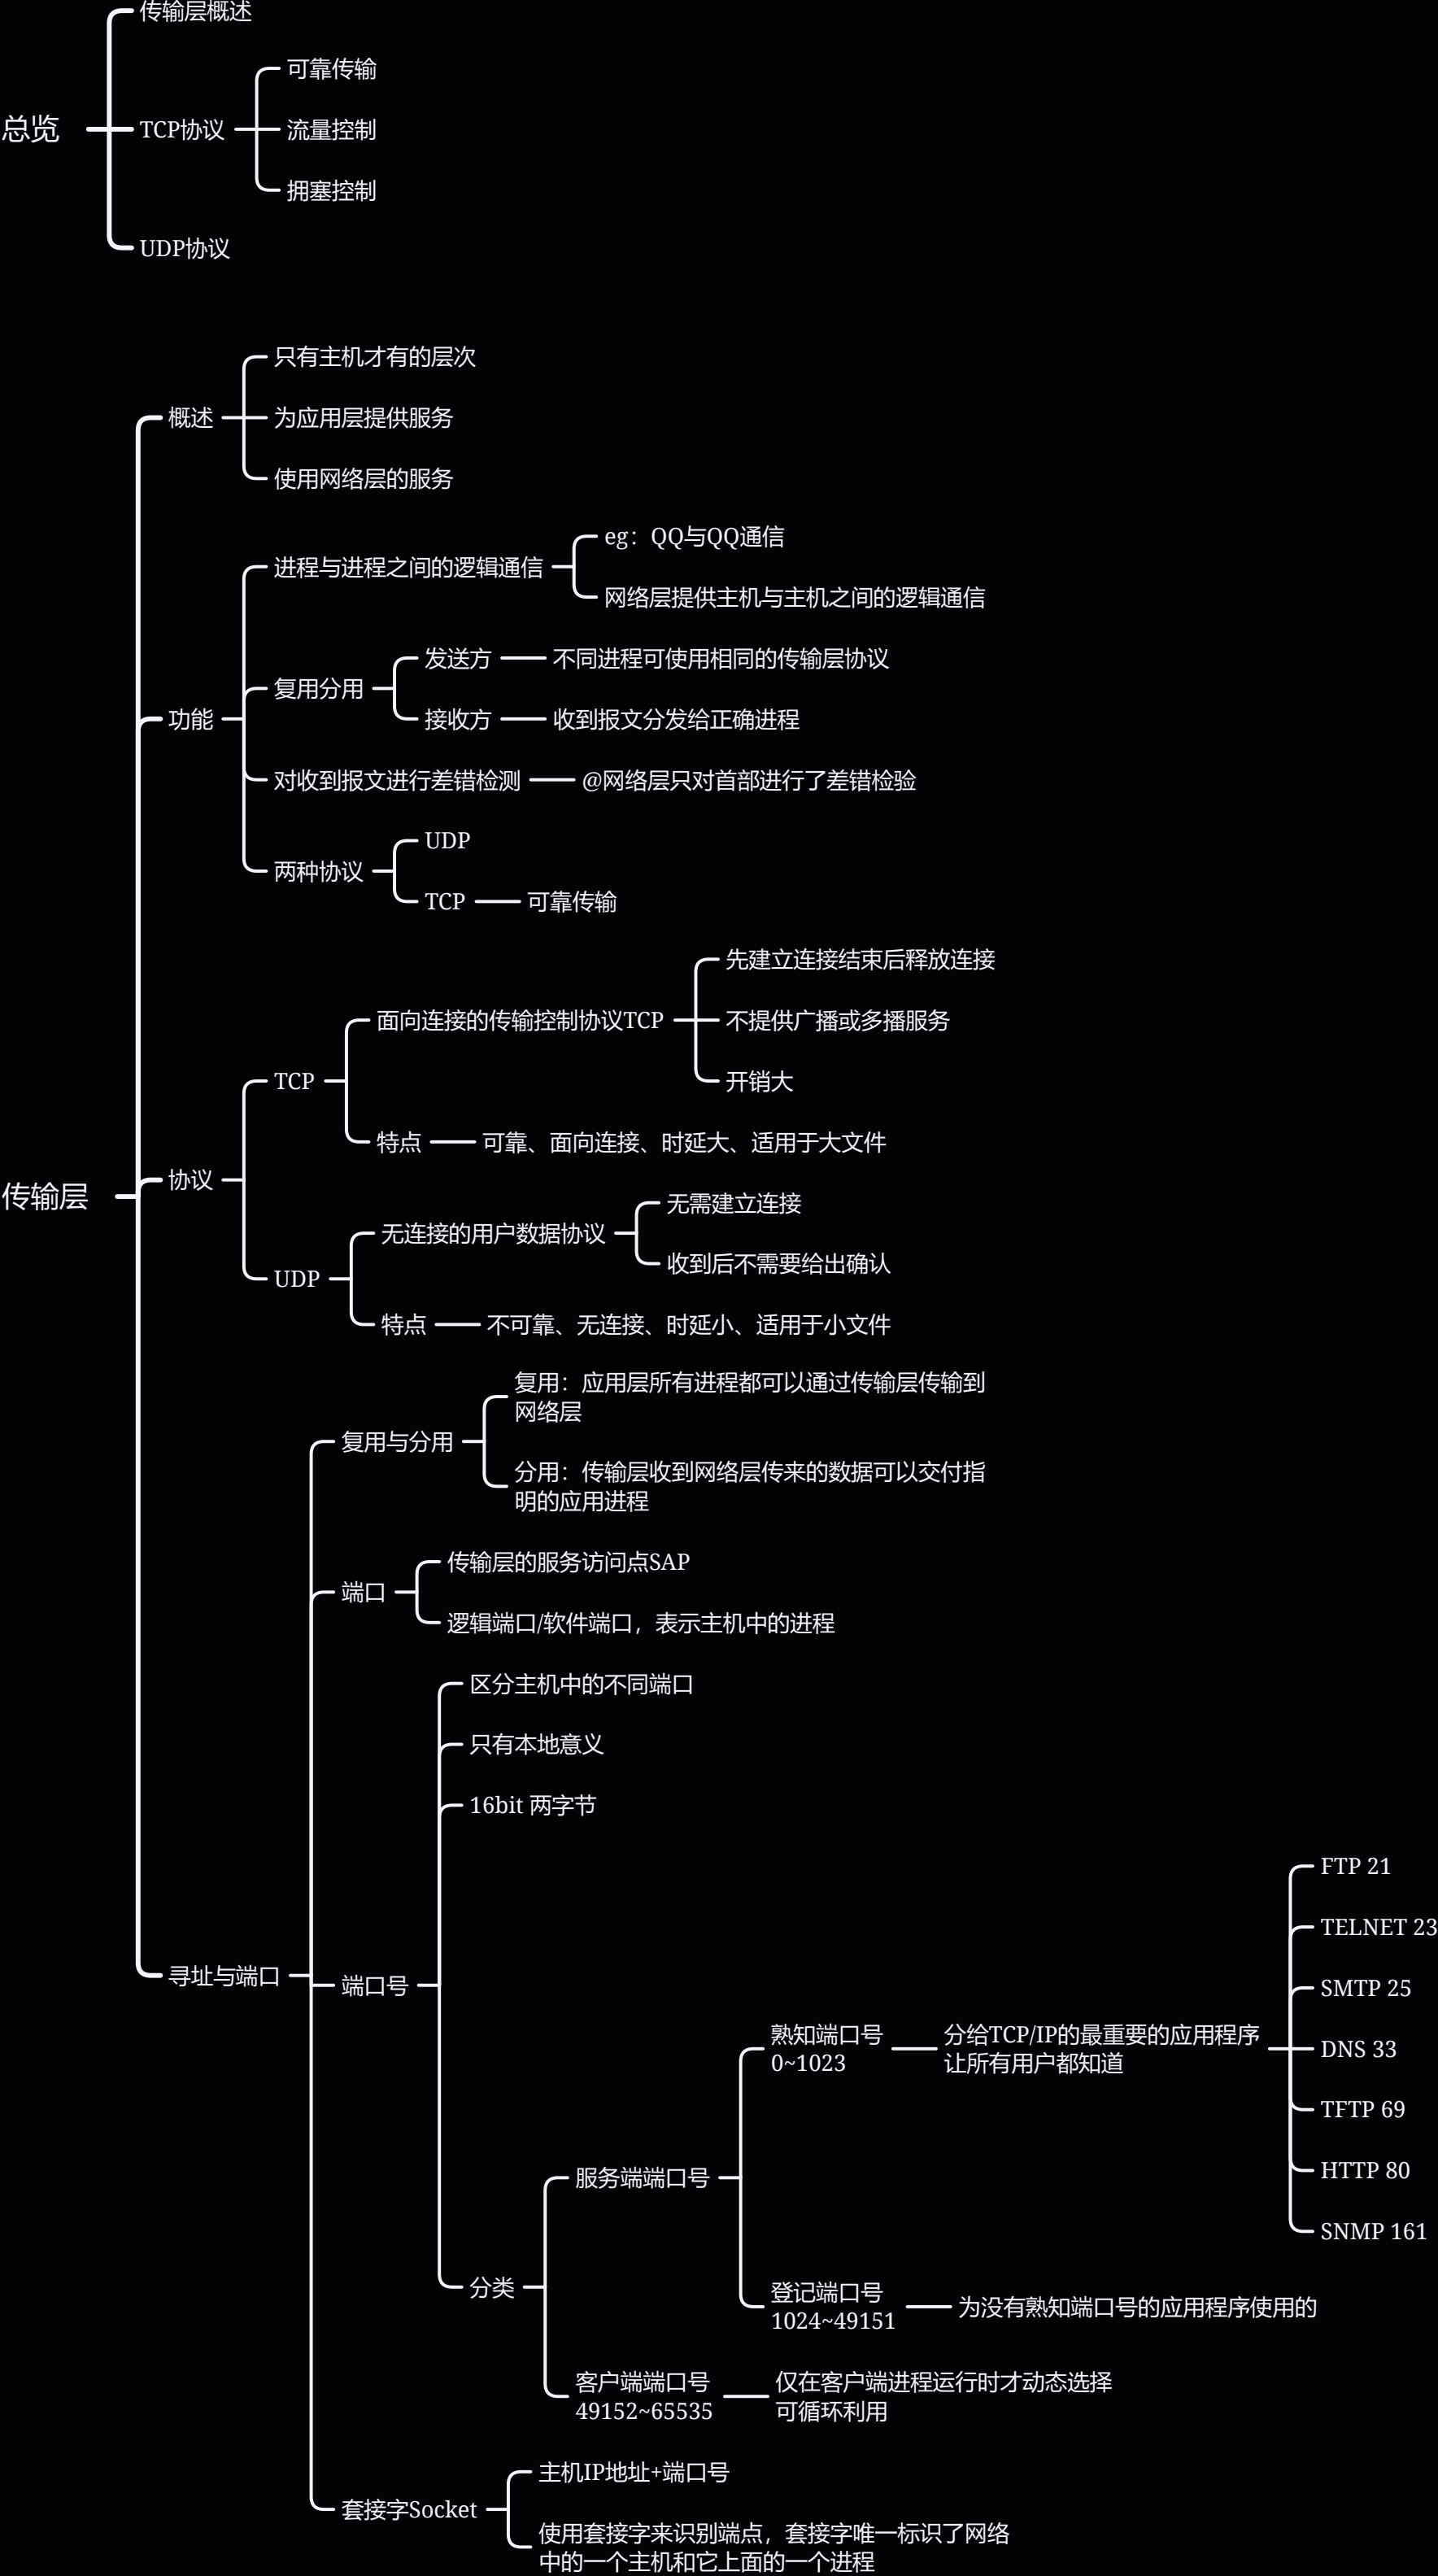 总览
传输层概述
TCP协议
可靠传输
流量控制
拥塞控制
UDP协议
传输层
概述
只有主机才有的层次
为应用层提供服务
使用网络层的服务
功能
进程与进程之间的逻辑通信
eg：QQ与QQ通信
网络层提供主机与主机之间的逻辑通信
复用分用
发送方
不同进程可使用相同的传输层协议
接收方
收到报文分发给正确进程
对收到报文进行差错检测
@网络层只对首部进行了差错检验
两种协议
UDP
TCP
可靠传输
协议
TCP
面向连接的传输控制协议TCP
先建立连接结束后释放连接
不提供广播或多播服务
开销大
特点
可靠、面向连接、时延大、适用于大文件
UDP
无连接的用户数据协议
无需建立连接
收到后不需要给出确认
特点
不可靠、无连接、时延小、适用于小文件
寻址与端口
复用与分用
复用：应用层所有进程都可以通过传输层传输到
网络层
分用：传输层收到网络层传来的数据可以交付指
明的应用进程
端口
传输层的服务访问点SAP
逻辑端口/软件端口，表示主机中的进程
端口号
区分主机中的不同端口
只有本地意义
16bit 两字节
分类
服务端端口号
熟知端口号
0~1023
分给TCP/IP的最重要的应用程序
让所有用户都知道
FTP 21
TELNET 23
SMTP 25
DNS 33
TFTP 69
HTTP 80
SNMP 161
登记端口号
1024~49151
为没有熟知端口号的应用程序使用的
客户端端口号
49152~65535
仅在客户端进程运行时才动态选择
可循环利用
套接字Socket
主机IP地址+端口号
使用套接字来识别端点，套接字唯一标识了网络
中的一个主机和它上面的一个进程